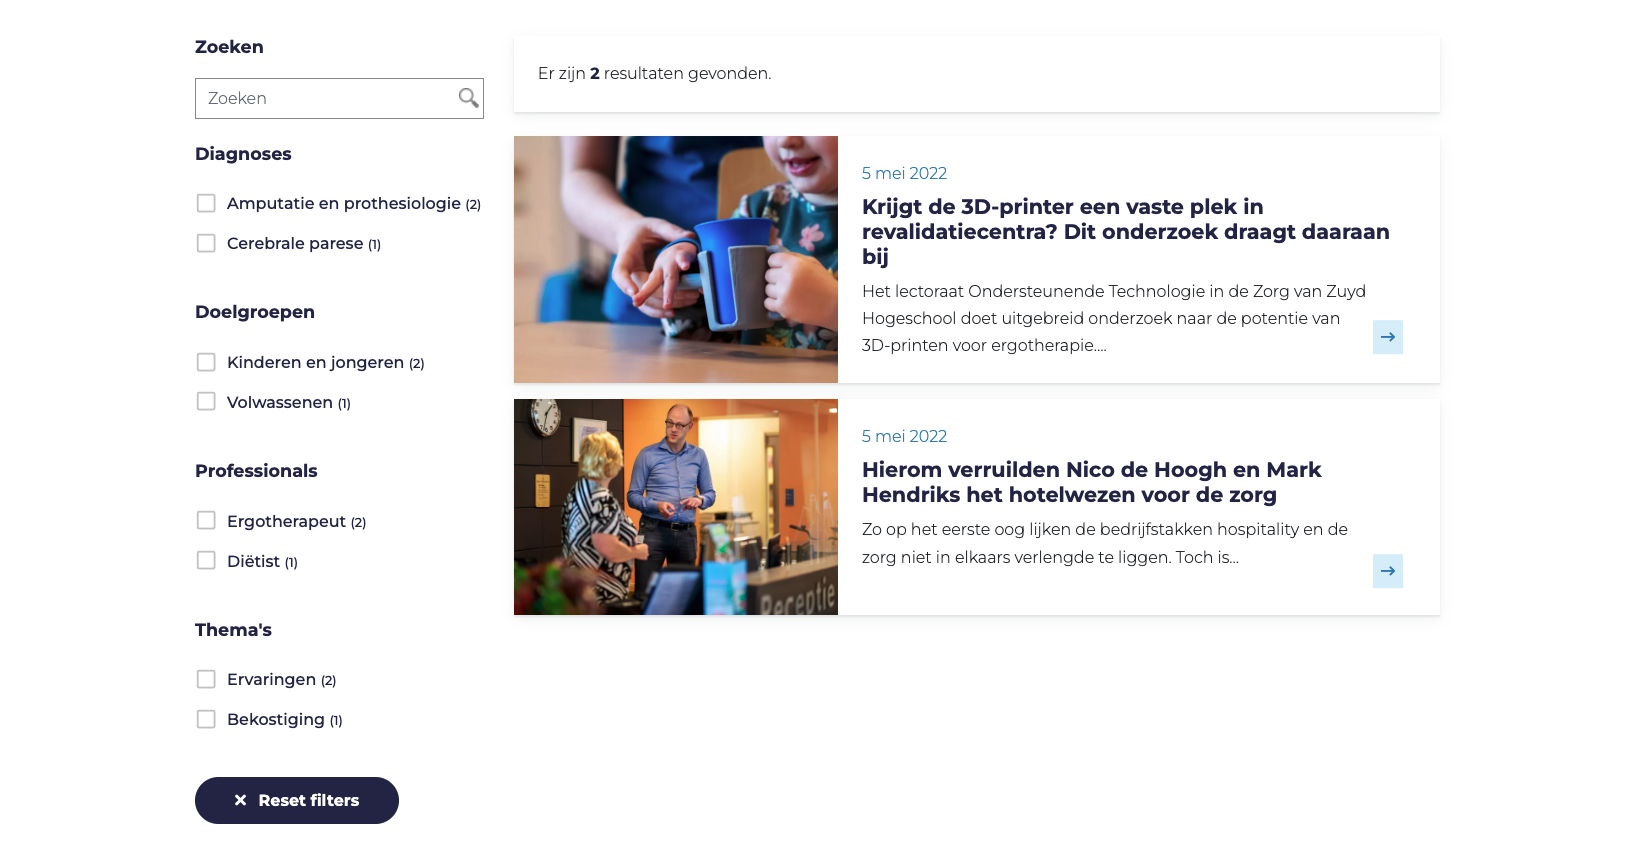 Zoeken
Zoeken
Diagnoses
Amputatie en prothesiologie (2)
Cerebrale parese (1)
Doelgroepen
Kinderen en jongeren (2)
Volwassenen (1)
Professionals
Ergotherapeut (2)
Diëtist (1)
Thema's
Ervaringen (2)
Bekostiging (1)
Reset filters
Er zijn 2 resultaten gevonden.
5 mei 2022
Krijgt de 3D-printer een vaste plek in
revalidatiecentra? Dit onderzoek draagt daaraan
bij
Het lectoraat Ondersteunende Technologie in de Zorg van Zuyd
Hogeschool doet uitgebreid onderzoek naar de potentie van
3D-printen voor ergotherapie....
Receptie
5 mei 2022
Hierom verruilden Nico de Hoogh en Mark
Hendriks het hotelwezen voor de zorg
Zo op het eerste oog lijken de bedrijfstakken hospitality en de
zorg niet in elkaars verlengde te liggen. Toch is...